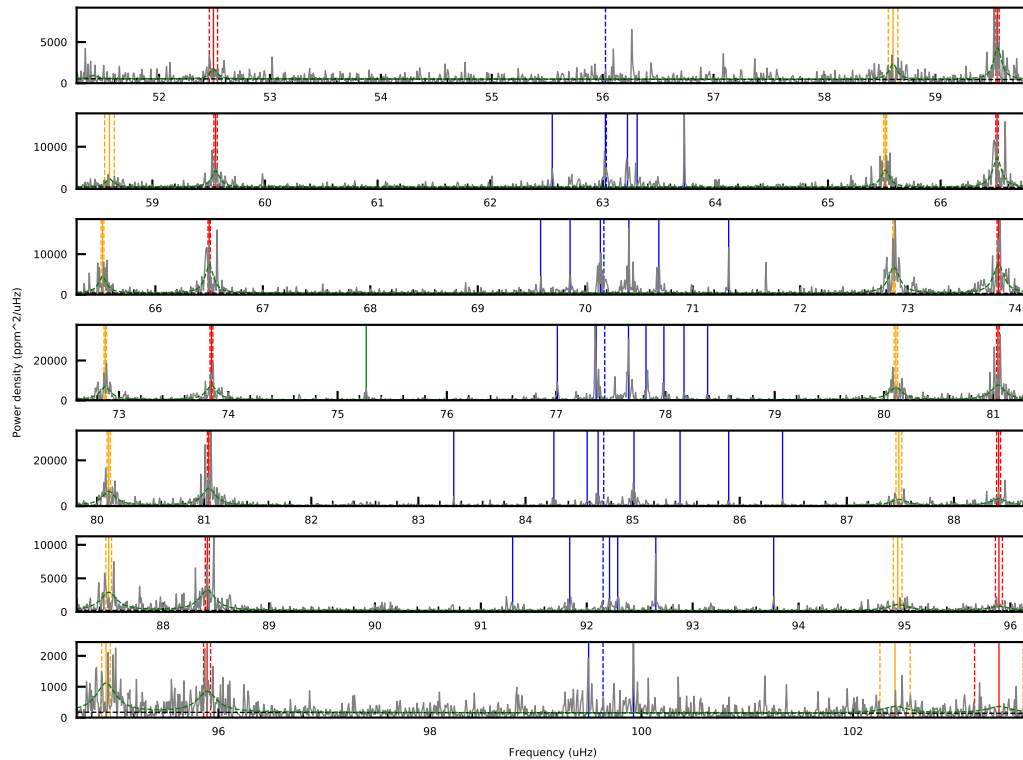 5000
0
52 53 54 55 56 57 58 59
10000
0
59 60 61 62 63 64 65 66
10000
0
66 67 68 69 70 71 72 73 74
20000
0
73 74 75 76 77 78 79 80 81
20000
0
80 81 82 83 84 85 86 87 88
10000
5000
0
88 89 90 91 92 93 94 95 96
2000
1000
0
96 98 100 102
Power density (ppm^2/uHz)
Frequency (uHz)